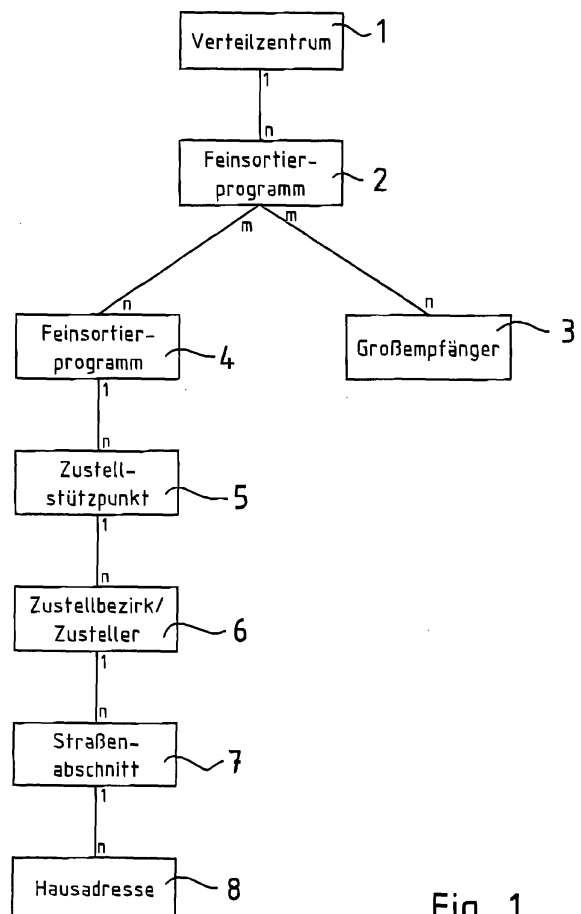 Verteilzentrum
1
1
n
Feinsortier-
programm
2
m
m
n
n
Feinsortier-
programm
4
Großempfänger
3
1
n
Zustell-
stützpunkt
5
1
n
Zustellbezirk/
Zusteller
6
1
n
Straßen-
abschnitt
7
1
n
Hausadresse
8
Fig. 1